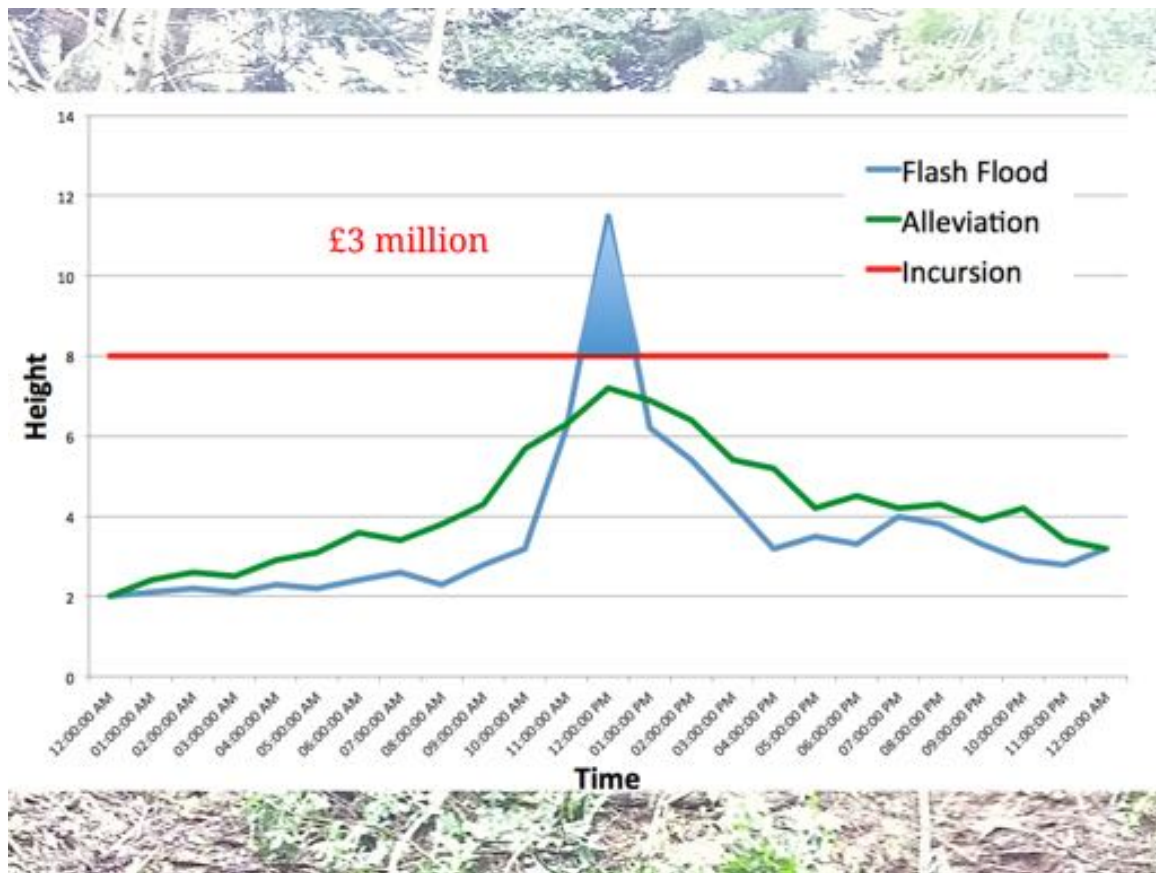 14
12
10
8
6
4
2
0
£3 million
Flash Flood
Alleviation
Incursion
Height
12:00:00 AM
01:00:00 AM
02:00:00 AM
03:00:00 AM
04:00:00 AM
05:00:00 AM
06:00:00 AM
07:00:00 AM
08:00:00 AM
09:00:00 AM
10:00:00 AM
11:00:00 AM
12:00:00 PM
01:00:00 PM
02:00:00 PM
03:00:00 PM
04:00:00 PM
05:00:00 PM
06:00:00 PM
07:00:00 PM
08:00:00 PM
09:00:00 PM
10:00:00 PM
11:00:00 PM
12:00:00 AM
Time